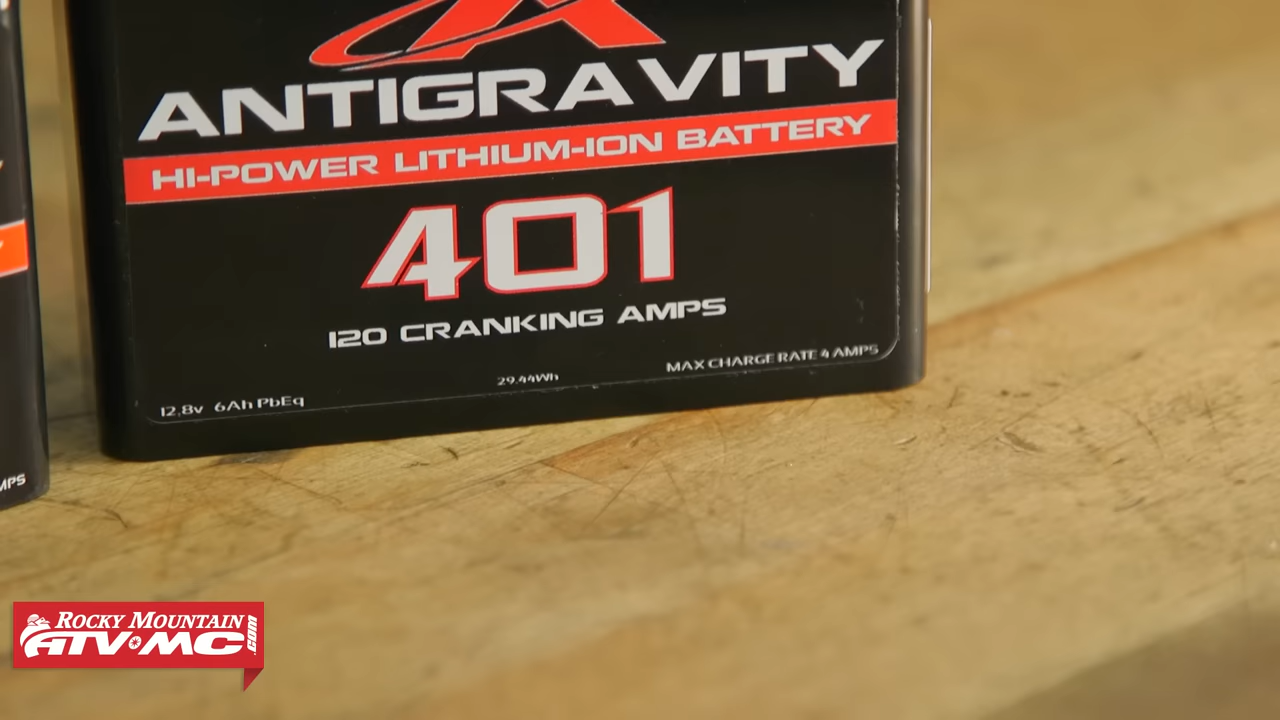 ANTIGRAVITY
HI-POWER LITHIUM-ION BATTERY
401
120 CRANKING AMPS
MAX CHARGE RATE 4 AMPS
29.44Wh
12.8v 6Ah PbEq
MPS
ROCKY MOUNTAIN
ATV MC .com